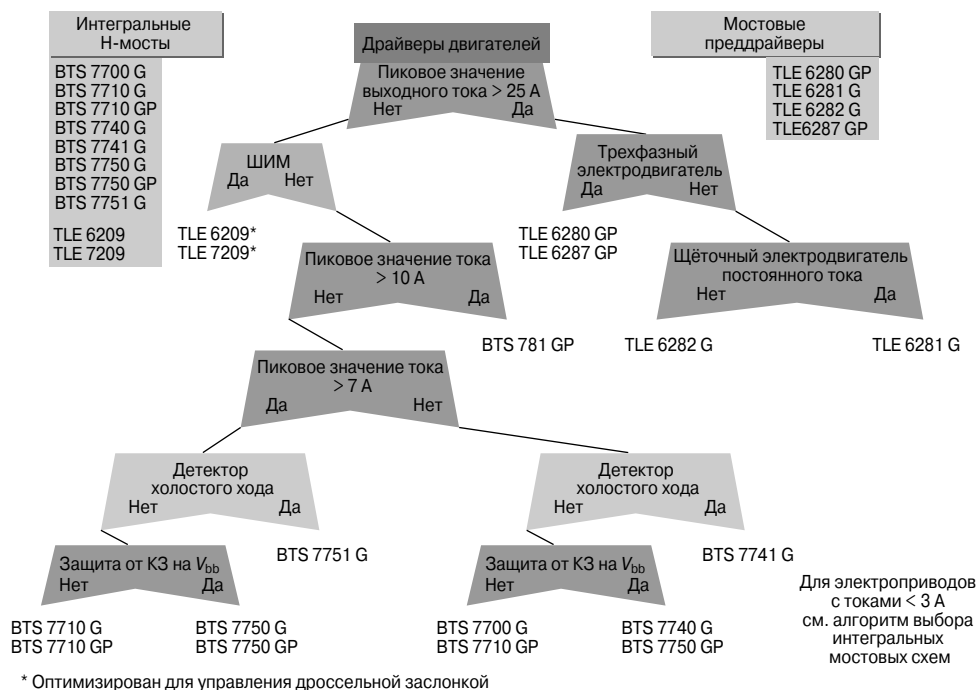 Интегральные
H-мосты
BTS 7700 G
BTS 7710 G
BTS 7710 GP
BTS 7740 G
BTS 7741 G
BTS 7750 G
BTS 7750 GP
BTS 7751 G
TLE 6209
TLE 7209
Драйверы двигателей
Пиковое значение
выходного тока > 25 А
Нет Да
Мостовые
преддрайверы
TLE 6280 GP
TLE 6281 G
TLE 6282 G
TLE6287 GP
ШИМ
Да Нет
TLE 6209*
TLE 7209*
Трехфазный
электродвигатель
Да Нет
TLE 6280 GP
TLE 6287 GP
Пиковое значение тока
> 10 А
Нет Да
BTS 781 GP
Щёточный электродвигатель
постоянного тока
Нет Да
TLE 6282 G
TLE 6281 G
Пиковое значение тока
> 7 А
Да Нет
Детектор
холостого хода
Нет Да
BTS 7751 G
Детектор
холостого хода
Нет Да
BTS 7741 G
Защита от КЗ на Vbb
Нет Да
BTS 7710 G
BTS 7710 GP
BTS 7750 G
BTS 7750 GP
Защита от КЗ на Vbb
Нет Да
BTS 7700 G
BTS 7710 GP
BTS 7740 G
BTS 7750 GP
Для электроприводов
с токами < 3 А
см. алгоритм выбора
интегральных
мостовых схем
* Оптимизирован для управления дроссельной заслонкой